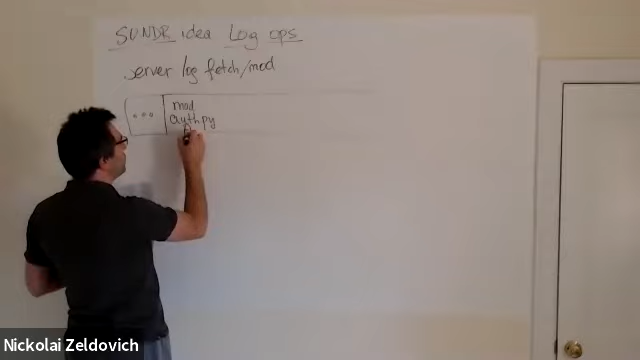 SUNDR idea Log ops
server log fetch/mod
mod
auth.py
A
Nickolai Zeldovich